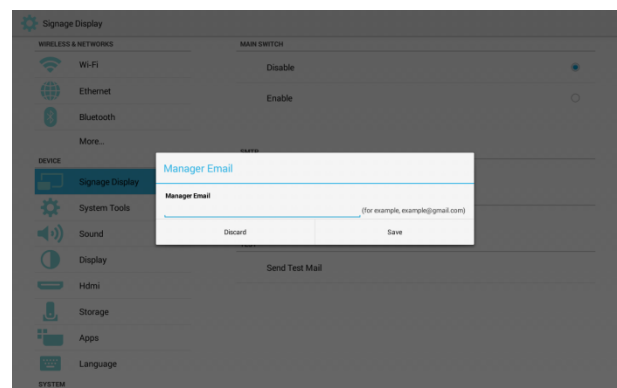 Signage Display
WIRELESS & NETWORKS
Wi-Fi
Ethernet
Bluetooth
More...
DEVICE
Signage Display
System Tools
Sound
Display
Hdmi
Storage
Apps
Language
SYSTEM
MAIN SWITCH
Disable
Enable
SMTP
Manager Email
Manager Email
(for example, example@gmail.com)
Discard
Save
Send Test Mail